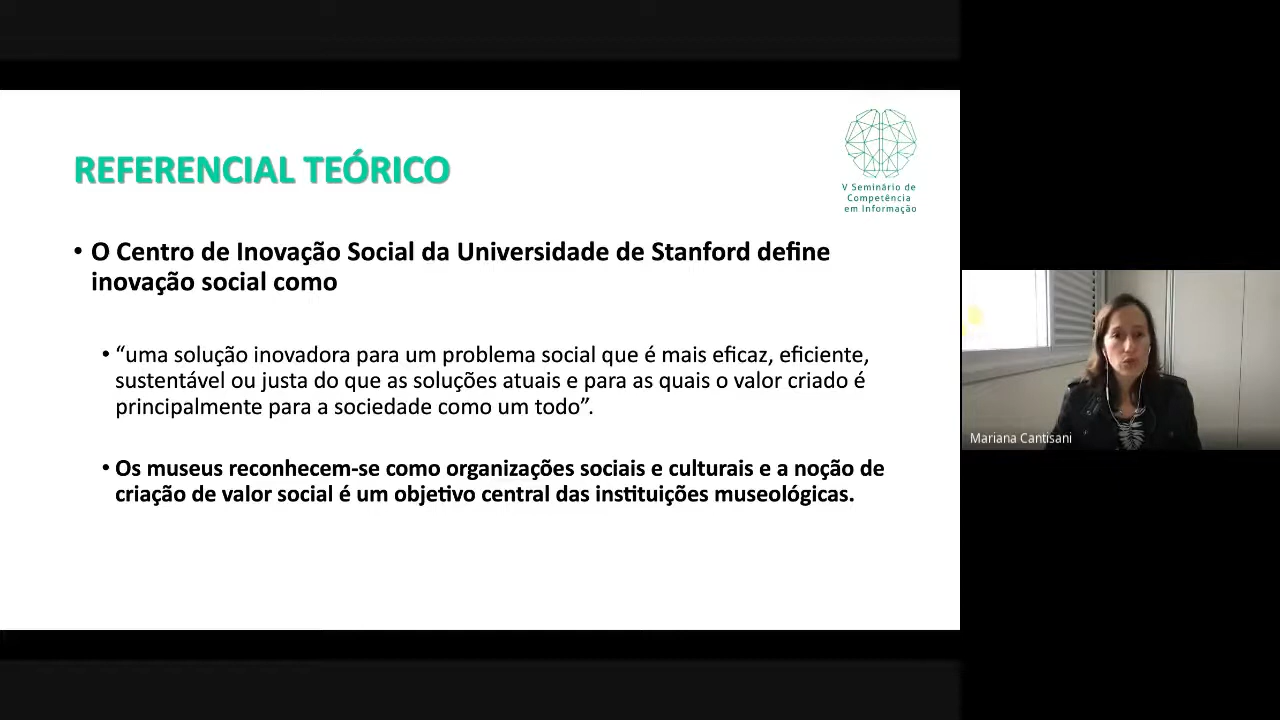 REFERENCIAL TEÓRICO
V Seminário de
Competência
em Informação
• O Centro de Inovação Social da Universidade de Stanford define
inovação social como
• “uma solução inovadora para um problema social que é mais eficaz, eficiente,
sustentável ou justa do que as soluções atuais e para as quais o valor criado é
principalmente para a sociedade como um todo”.
• Os museus reconhecem-se como organizações sociais e culturais e a noção de
criação de valor social é um objetivo central das instituições museológicas.
Mariana Cantisani